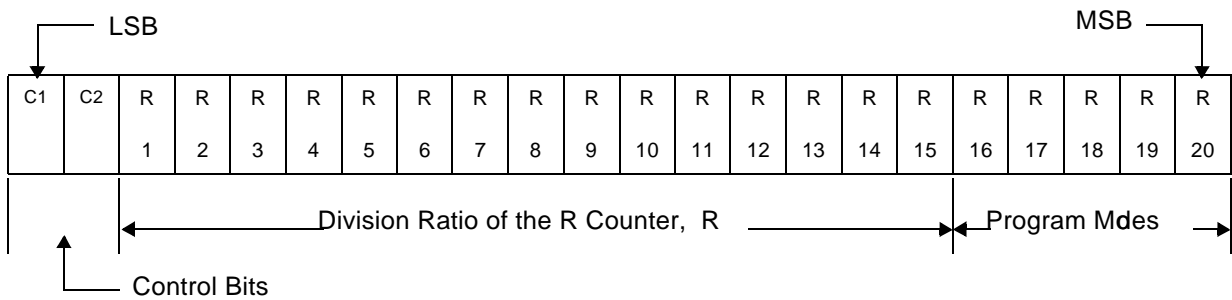 LSB MSB
C1 C2 R R R R R R R R R R R R R R R R R R R R
1 2 3 4 5 6 7 8 9 10 11 12 13 14 15 16 17 18 19 20
Division Ratio of the R Counter, R Program Modes
Control Bits